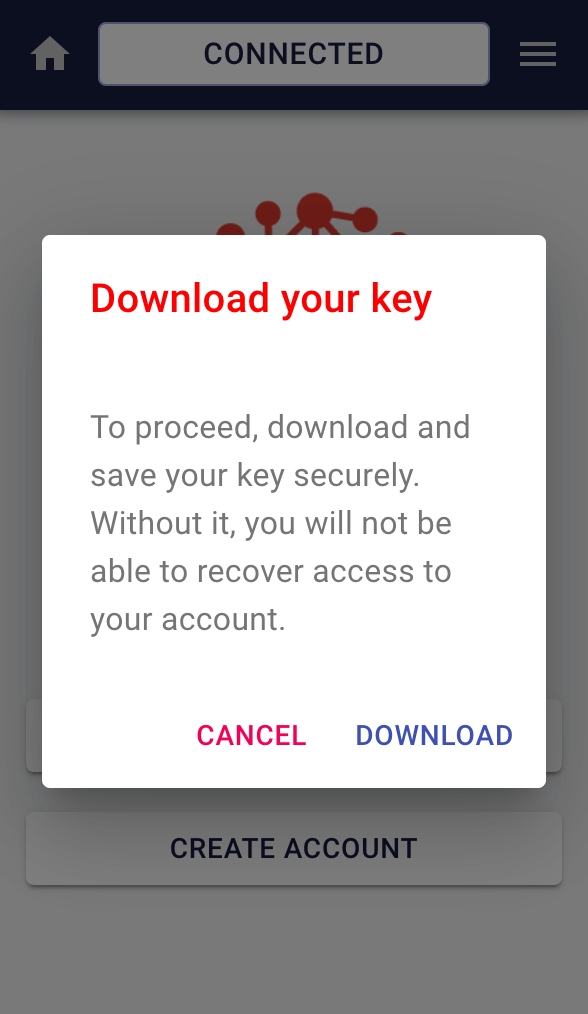 CONNECTED
Download your key
To proceed, download and
save your key securely.
Without it, you will not be
able to recover access to
your account.
CANCEL DOWNLOAD
CREATE ACCOUNT